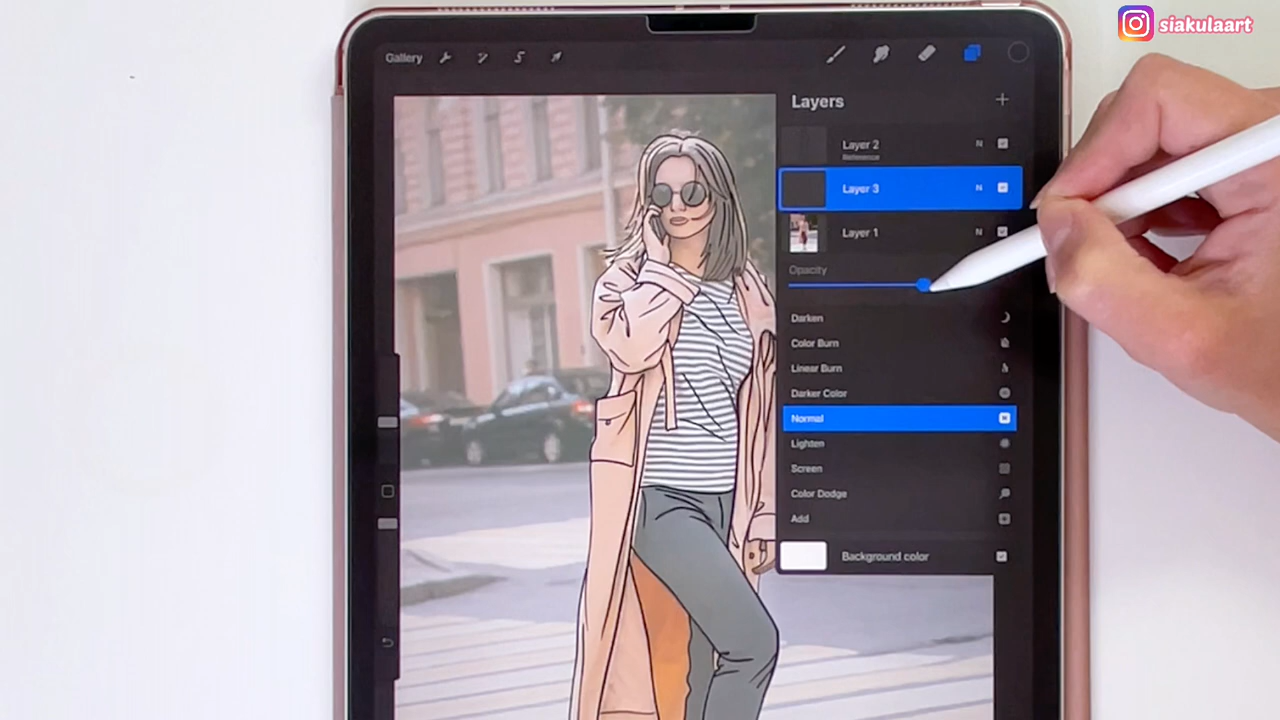 siakulaart
Gallery
Layers
Layer 2
N
Reference
Layer 3
N
Layer 1
N
Opacity
Darken
Color Burn
Linear Burn
Darker Color
Normal
Lighten
Screen
Color Dodge
Add
Background color